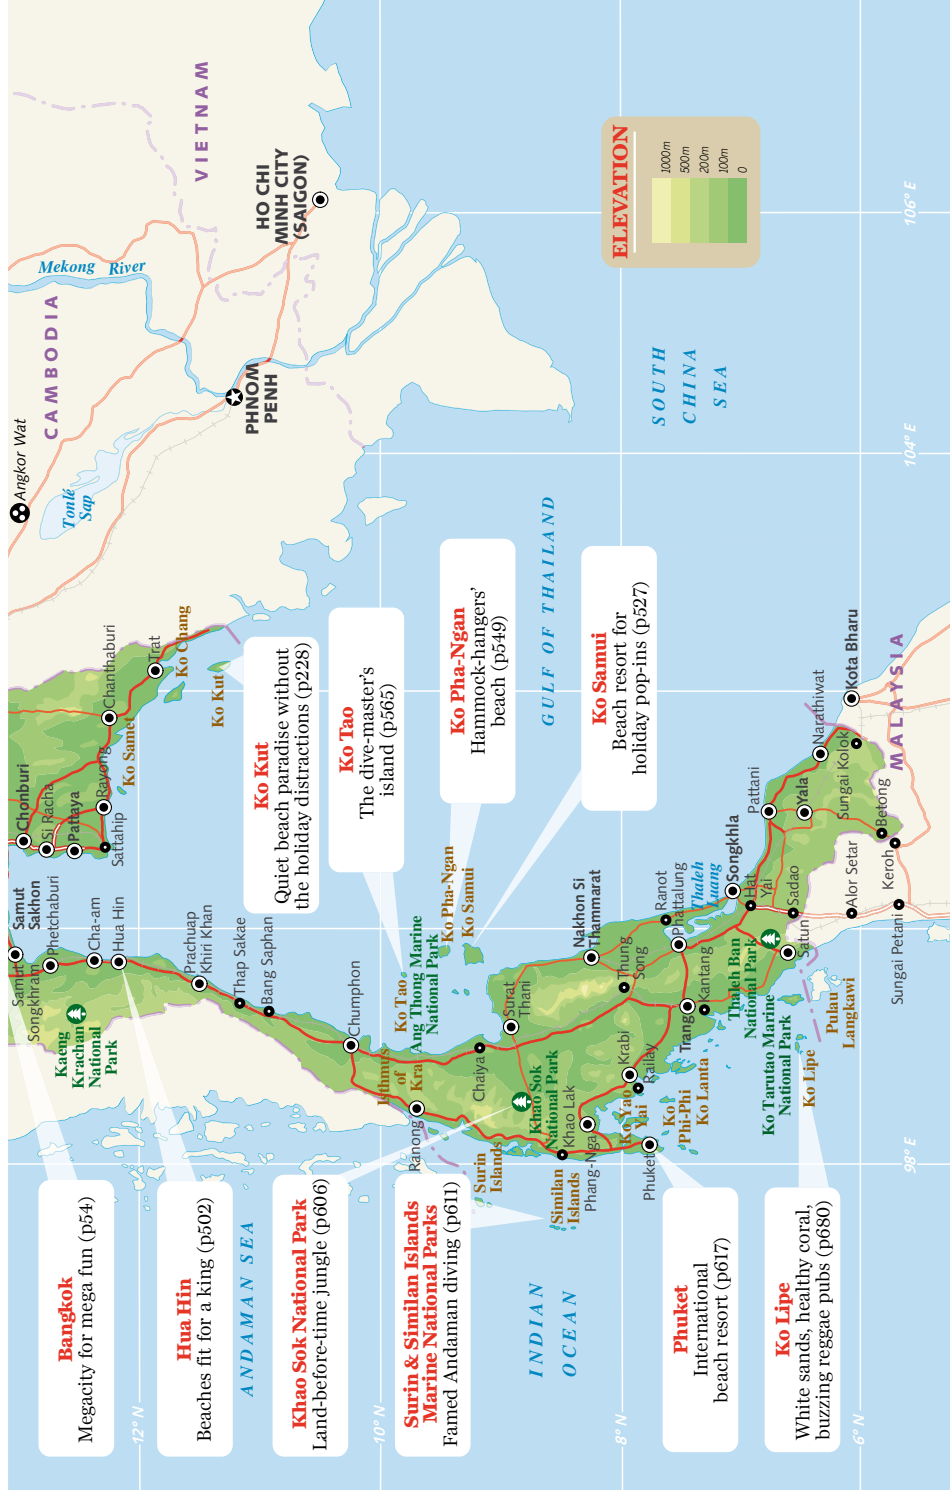 Bangkok
Megacity for mega fun (p54)
Hua Hin
Beaches fit for a king (p502)
ANDAMAN SEA
Khao Sok National Park
Land-before-time jungle (p606)
Surin & Similan Islands
Marine National Parks
Famed Andaman diving (p611)
INDIAN
OCEAN
Phuket
International
beach resort (p617)
Ko Lipe
White sands, healthy coral,
buzzing reggae pubs (p680)
12° N
10° N
8° N
6° N
98° E
104° E
106° E
Samut
Sakhon
Samut
Songkhram
Phetchaburi
Cha-am
Hua Hin
Kaeng
Krachan
National
Park
Prachuap
Khiri Khan
Thap Sakae
Bang Saphan
Chumphon
Isthmus
of
Kra
Ranong
Ko Tao
Ang Thong Marine
National Park
Ko Pha-Ngan
Ko Samui
Chaiya
Surat
Thani
Surin
Islands
Khao Sok
National Park
Khao Lak
Similan
Islands
Phang-Nga
Nakhon Si
Thammarat
Thung
Song
Krabi
Railay
Ko Yao
Yai
Phuket
Ko
Phi-Phi
Ko Lanta
Ranot
Phattalung
Thaleh
Luang
Trang
Kantang
Songkhla
Hat
Yai
Thaleh Ban
National Park
Sadao
Satun
Ko Tarutao Marine
National Park
Ko Lipe
Pulau
Langkawi
Pattani
Yala
Narathiwat
Sungai Kolok
Betong
Keroh
Alor Setar
Sungai Petani
Kota Bharu
MALAYSIA
Chonburi
Si Racha
Pattaya
Rayong
Sattahip
Ko Samet
Chanthaburi
Trat
Ko Chang
Ko Kut
Ko Kut
Quiet beach paradise without
the holiday distractions (p228)
Ko Tao
The dive-master's
island (p565)
Ko Pha-Ngan
Hammock-hangers'
beach (p549)
Ko Samui
Beach resort for
holiday pop-ins (p527)
GULF OF THAILAND
SOUTH
CHINA
SEA
Angkor Wat
Tonlé
Sap
CAMBODIA
PHNOM
PENH
Mekong River
VIETNAM
HO CHI
MINH CITY
(SAIGON)
ELEVATION
1000m
500m
200m
100m
0